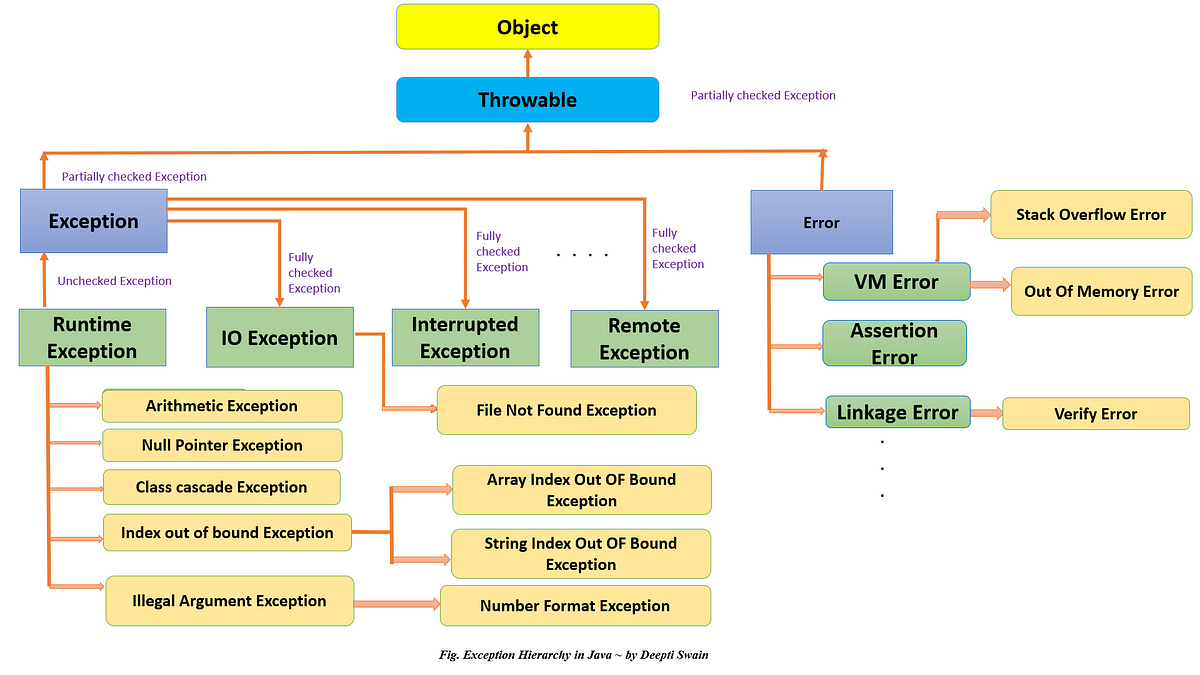 Object
Throwable
Partially checked Exception
Partially checked Exception
Exception
Error
Stack Overflow Error
Fully
checked
Exception
Fully
checked
Exception
. . . .
Fully
checked
Exception
Unchecked Exception
VM Error
Out Of Memory Error
Runtime
Exception
IO Exception
Interrupted
Exception
Remote
Exception
Assertion
Error
Arithmetic Exception
File Not Found Exception
Linkage Error
Verify Error
.
.
.
Null Pointer Exception
Class cascade Exception
Index out of bound Exception
Array Index Out OF Bound
Exception
String Index Out OF Bound
Exception
Illegal Argument Exception
Number Format Exception
Fig. Exception Hierarchy in Java ~ by Deepti Swain